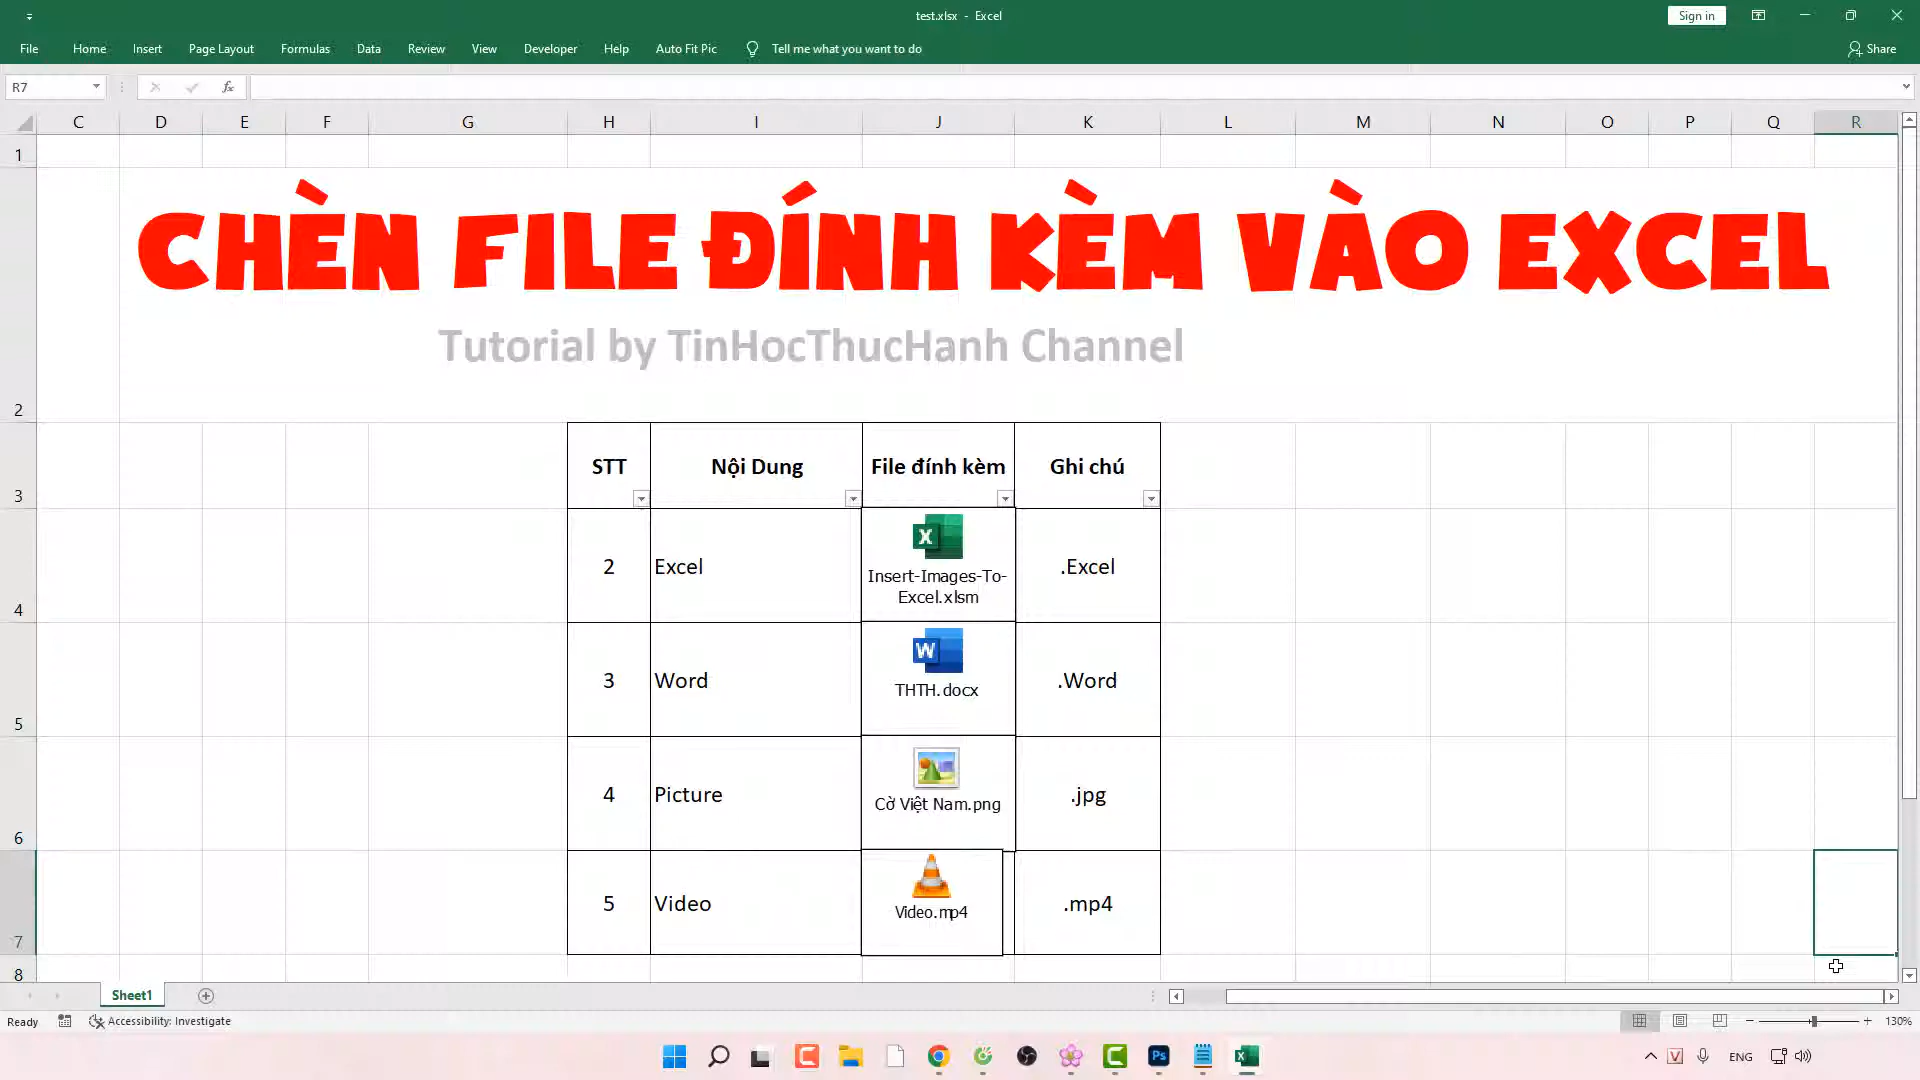 test.xlsx - Excel
Sign in
File Home Insert Page Layout Formulas Data Review View Developer Help Auto Fit Pic Tell me what you want to do Share
R7 fx
C D E F G H I J K L M N O P Q R
1
CHÈN FILE ĐÍNH KÈM VÀO EXCEL
Tutorial by TinHocThucHanh Channel
2
STT Nội Dung File đính kèm Ghi chú
3
Insert-Images-To-
2 Excel Excel.xlsm .Excel
4
3 Word THTH.docx .Word
5
4 Picture Cờ Việt Nam.png .jpg
6
5 Video Video.mp4 .mp4
7
8
Sheet1
Ready Accessibility: Investigate 130%
ENG